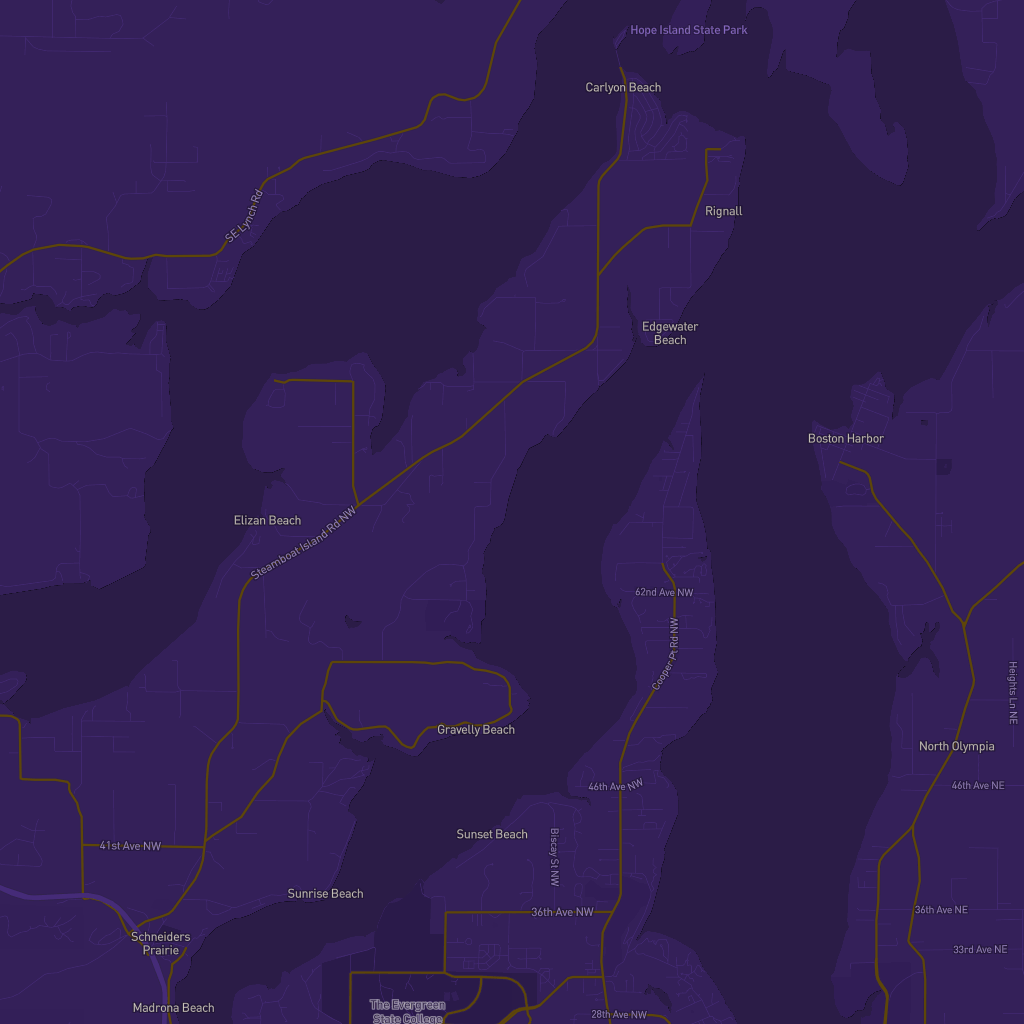 Hope Island State Park
Carlyon Beach
SE Lynch Rd
Rignall
Edgewater
Beach
Boston Harbor
Elizan Beach
Steamboat Island Rd NW
62nd Ave NW
Cooper Pt Rd NW
Heights Ln NE
Gravelly Beach
North Olympia
46th Ave NW
46th Ave NE
Sunset Beach
Biscay St NW
41st Ave NW
Sunrise Beach
36th Ave NW
36th Ave NE
Schneiders
Prairie
33rd Ave NE
Madrona Beach
The Evergreen
State College
28th Ave NW